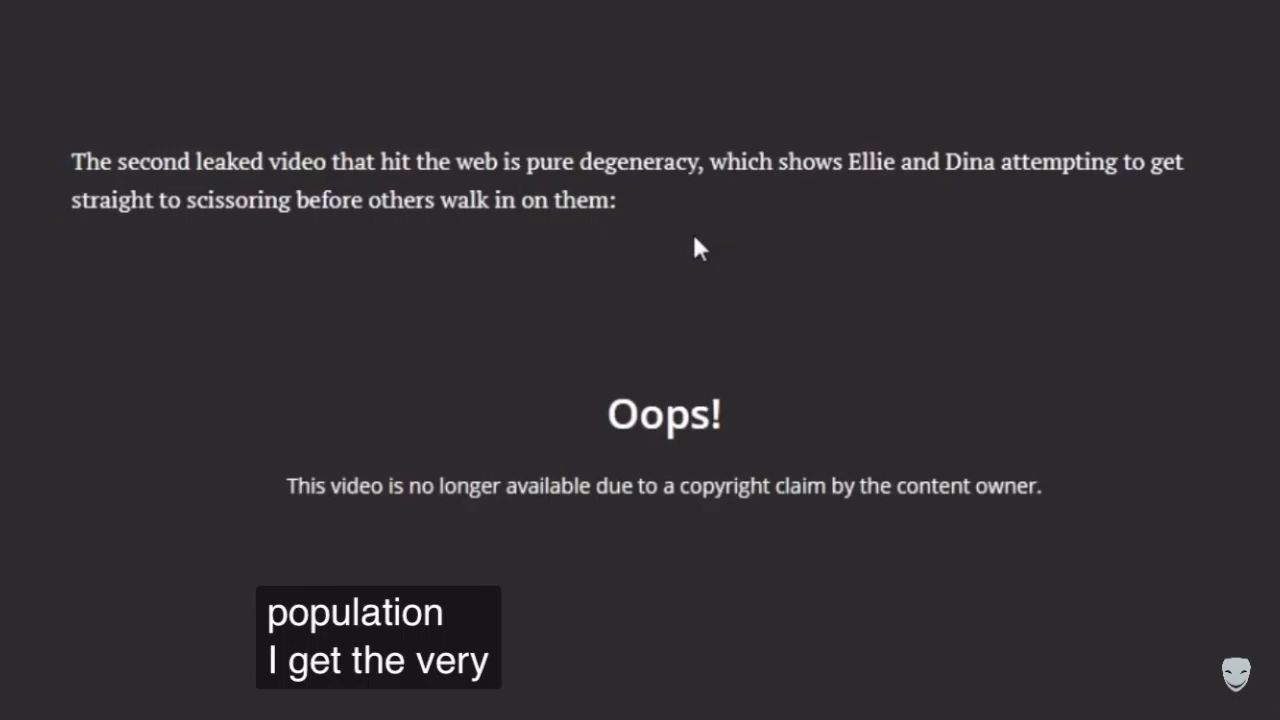 The second leaked video that hit the web is pure degeneracy, which shows Ellie and Dina attempting to get
straight to scissoring before others walk in on them:
Oops!
This video is no longer available due to a copyright claim by the content owner.
population
I get the very